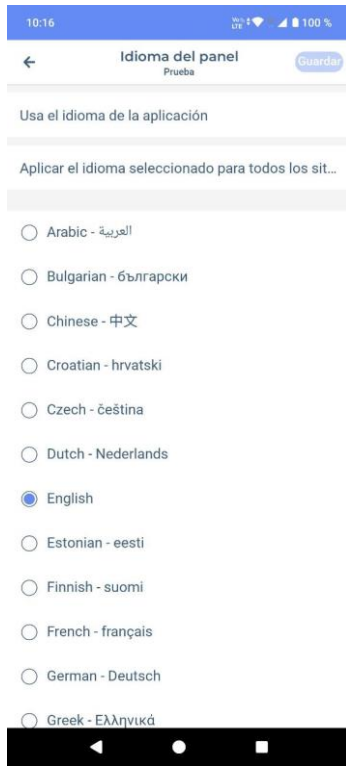 10:16
LTE
100 %
Idioma del panel
Guardar
Prueba
Usa el idioma de la aplicación
Aplicar el idioma seleccionado para todos los sit...
Arabic - العربية
Bulgarian - български
Chinese - 中文
Croatian - hrvatski
Czech - čeština
Dutch - Nederlands
English
Estonian - eesti
Finnish - suomi
French - français
German - Deutsch
Greek - Ελληνικά